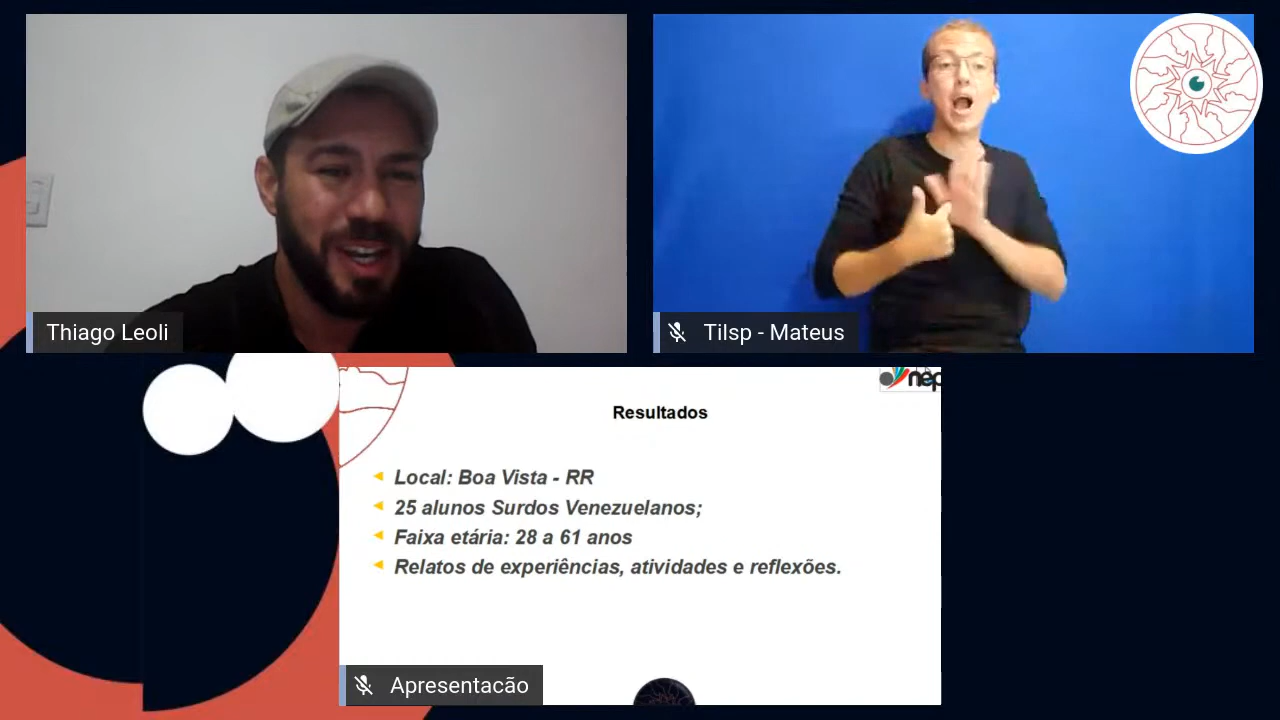 Thiago Leoli
Tilsp - Mateus
nep
Resultados
Local: Boa Vista - RR
25 alunos Surdos Venezuelanos;
Faixa etária: 28 a 61 anos
Relatos de experiências, atividades e reflexões.
Apresentacão